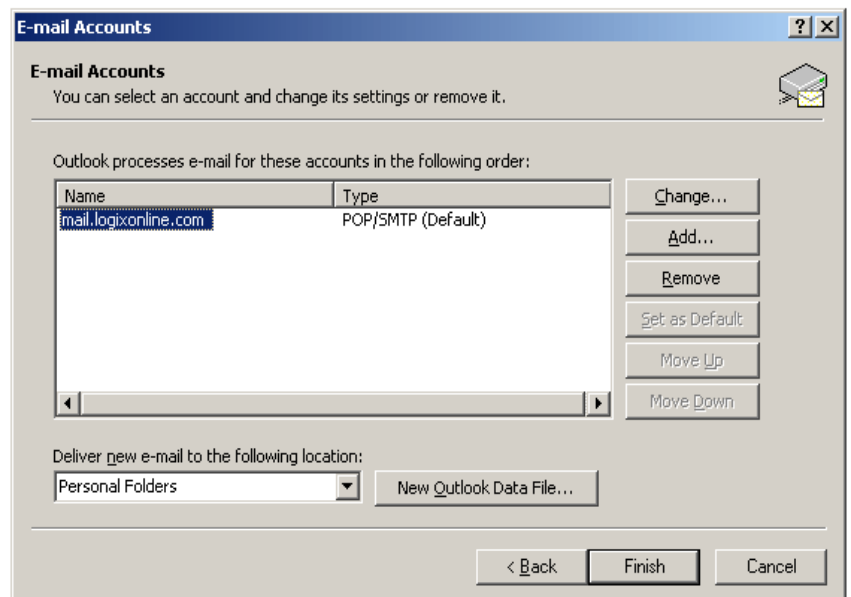 E-mail Accounts
E-mail Accounts
You can select an account and change its settings or remove it.
Outlook processes e-mail for these accounts in the following order:
Name Type
mail.logixonline.com POP/SMTP (Default)
Change...
Add...
Remove
Set as Default
Move Up
Move Down
Deliver new e-mail to the following location:
Personal Folders New Outlook Data File...
< Back Finish Cancel